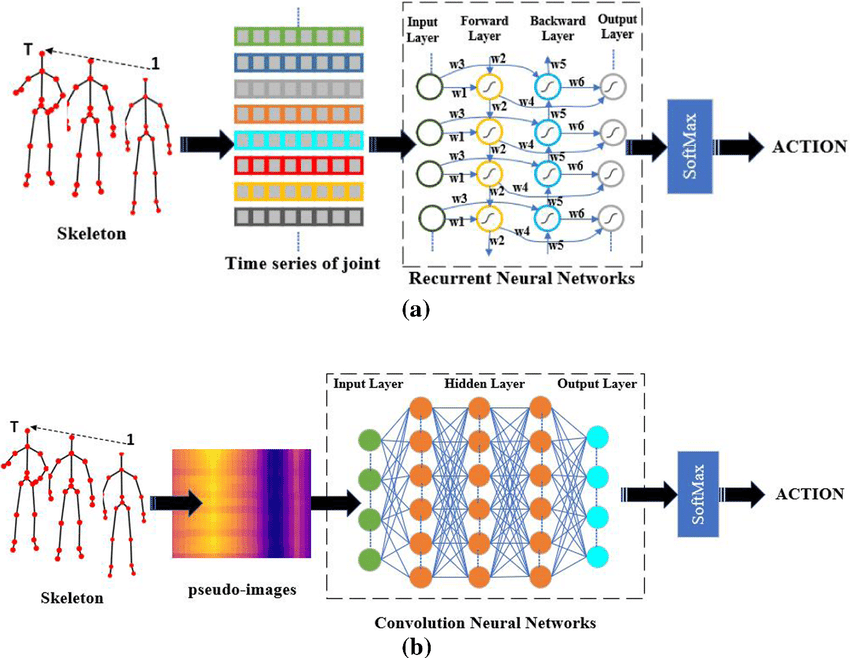 T
1
Skeleton
Time series of joint
Input Layer
Forward Layer
Backward Layer
Output Layer
w3
w2
w5
w1
w4
w6
w3
w2
w5
w1
w4
w6
w3
w2
w5
w1
w6
w3
w2
w5
w1
w4
w6
w2
w5
Recurrent Neural Networks
SoftMax
ACTION
(a)
T
1
Skeleton
pseudo-images
Input Layer
Hidden Layer
Output Layer
Convolution Neural Networks
SoftMax
ACTION
(b)